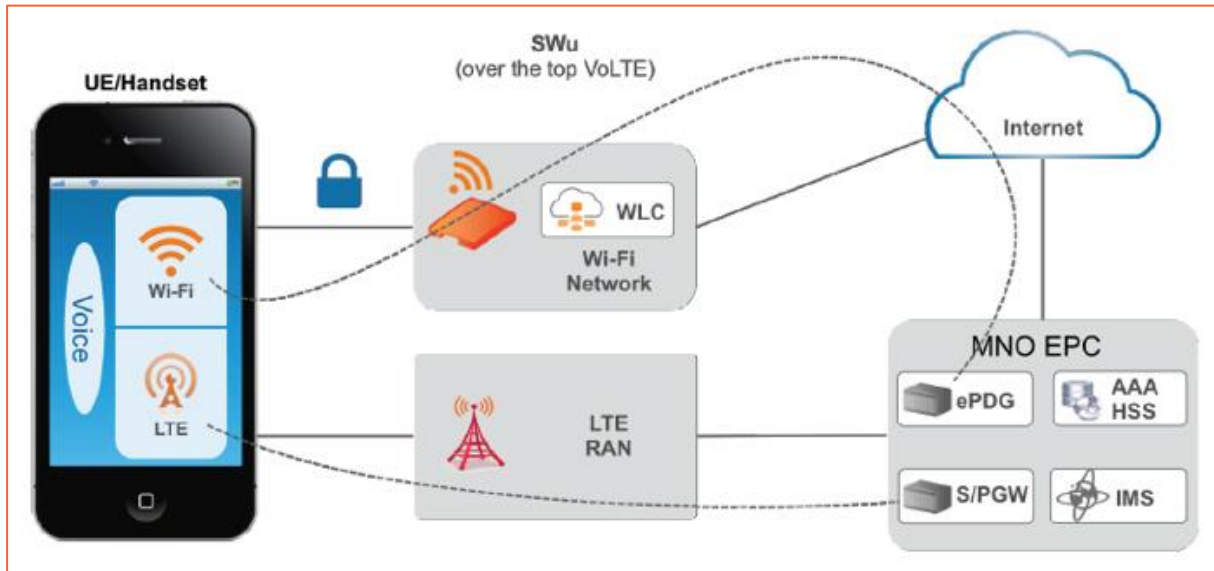 SWu
(over the top VoLTE)
UE/Handset
Internet
WLC
Wi-Fi
Network
Wi-Fi
Voice
LTE
LTE
RAN
MNO EPC
ePDG
AAA
HSS
S/PGW
IMS